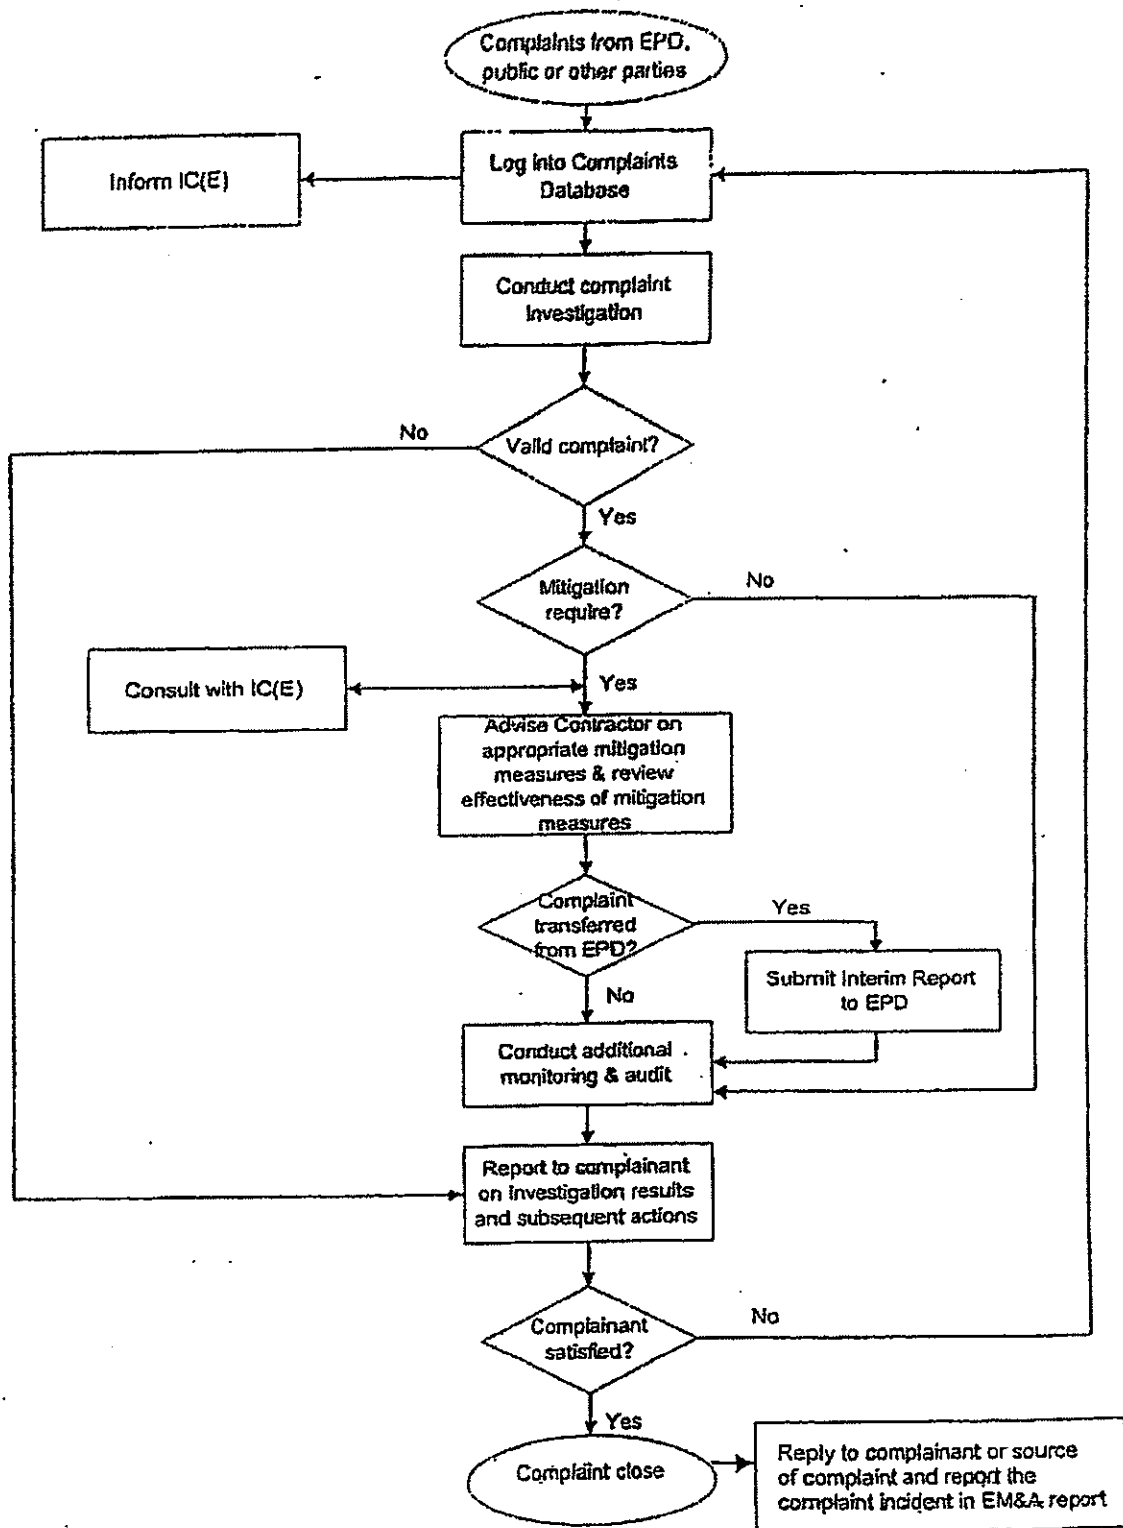 Complaints from EPD,
public or other parties
Inform IC(E)
Log into Complaints
Database
Conduct complaint
Investigation
No
Valid complaint?
Yes
Mitigation
require?
No
Consult with IC(E)
Yes
Advise Contractor on
appropriate mitigation
measures & review
effectiveness of mitigation
measures
Complaint
transferred
from EPD?
Yes
Submit Interim Report
to EPD
No
Conduct additional
monitoring & audit
Report to complainant
on investigation results
and subsequent actions
Complainant
satisfied?
No
Yes
Complaint close
Reply to complainant or source
of complaint and report the
complaint incident in EM&A report